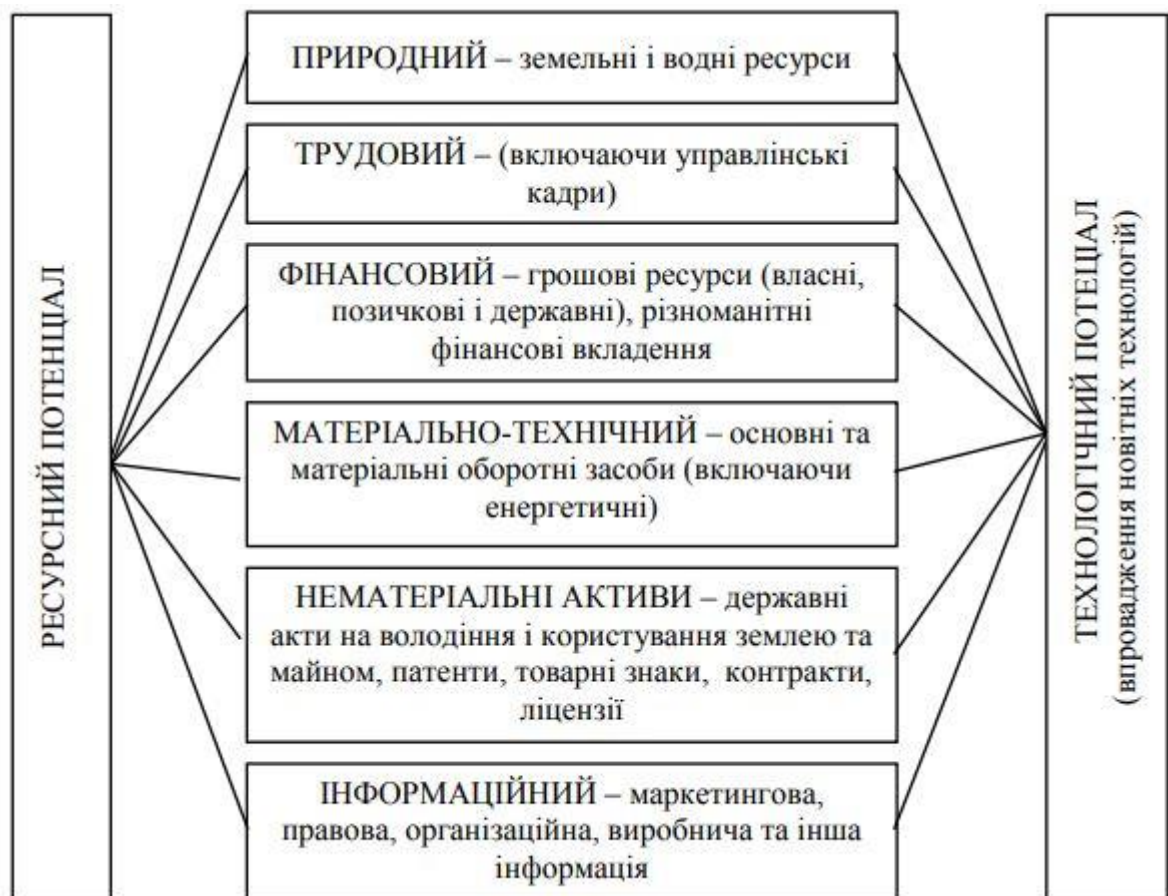 РЕСУРСНИЙ ПОТЕНЦІАЛ
ПРИРОДНИЙ – земельні і водні ресурси
ТРУДОВИЙ – (включаючи управлінські
кадри)
ФІНАНСОВИЙ – грошові ресурси (власні,
позичкові і державні), різноманітні
фінансові вкладення
МАТЕРІАЛЬНО-ТЕХНІЧНИЙ – основні та
матеріальні оборотні засоби (включаючи
енергетичні)
НЕМАТЕРІАЛЬНІ АКТИВИ – державні
акти на володіння і користування землею та
майном, патенти, товарні знаки, контракти,
ліцензії
ІНФОРМАЦІЙНИЙ – маркетингова,
правова, організаційна, виробнича та інша
інформація
ТЕХНОЛОГІЧНИЙ ПОТЕЦІАЛ
(впровадження новітніх технологій)